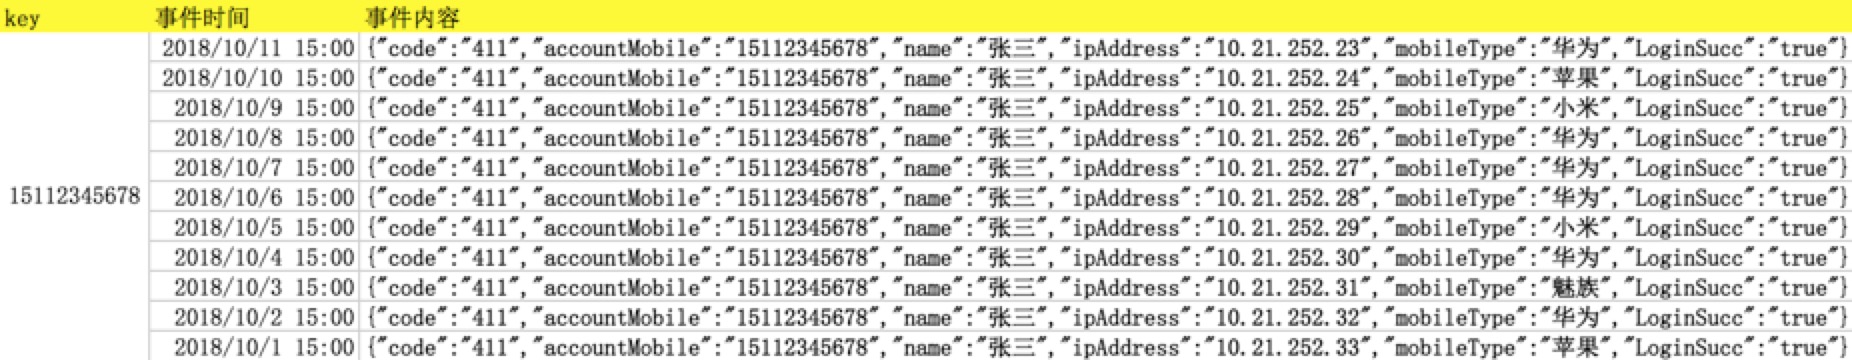 key 事件时间 事件内容
2018/10/11 15:00 {"code":"411","accountMobile":"15112345678","name":"张三","ipAddress":"10.21.252.23","mobileType":"华为","LoginSucc":"true"}
2018/10/10 15:00 {"code":"411","accountMobile":"15112345678","name":"张三","ipAddress":"10.21.252.24","mobileType":"苹果","LoginSucc":"true"}
2018/10/9 15:00 {"code":"411","accountMobile":"15112345678","name":"张三","ipAddress":"10.21.252.25","mobileType":"小米","LoginSucc":"true"}
2018/10/8 15:00 {"code":"411","accountMobile":"15112345678","name":"张三","ipAddress":"10.21.252.26","mobileType":"华为","LoginSucc":"true"}
2018/10/7 15:00 {"code":"411","accountMobile":"15112345678","name":"张三","ipAddress":"10.21.252.27","mobileType":"华为","LoginSucc":"true"}
15112345678 2018/10/6 15:00 {"code":"411","accountMobile":"15112345678","name":"张三","ipAddress":"10.21.252.28","mobileType":"华为","LoginSucc":"true"}
2018/10/5 15:00 {"code":"411","accountMobile":"15112345678","name":"张三","ipAddress":"10.21.252.29","mobileType":"小米","LoginSucc":"true"}
2018/10/4 15:00 {"code":"411","accountMobile":"15112345678","name":"张三","ipAddress":"10.21.252.30","mobileType":"华为","LoginSucc":"true"}
2018/10/3 15:00 {"code":"411","accountMobile":"15112345678","name":"张三","ipAddress":"10.21.252.31","mobileType":"魅族","LoginSucc":"true"}
2018/10/2 15:00 {"code":"411","accountMobile":"15112345678","name":"张三","ipAddress":"10.21.252.32","mobileType":"华为","LoginSucc":"true"}
2018/10/1 15:00 {"code":"411","accountMobile":"15112345678","name":"张三","ipAddress":"10.21.252.33","mobileType":"苹果","LoginSucc":"true"}